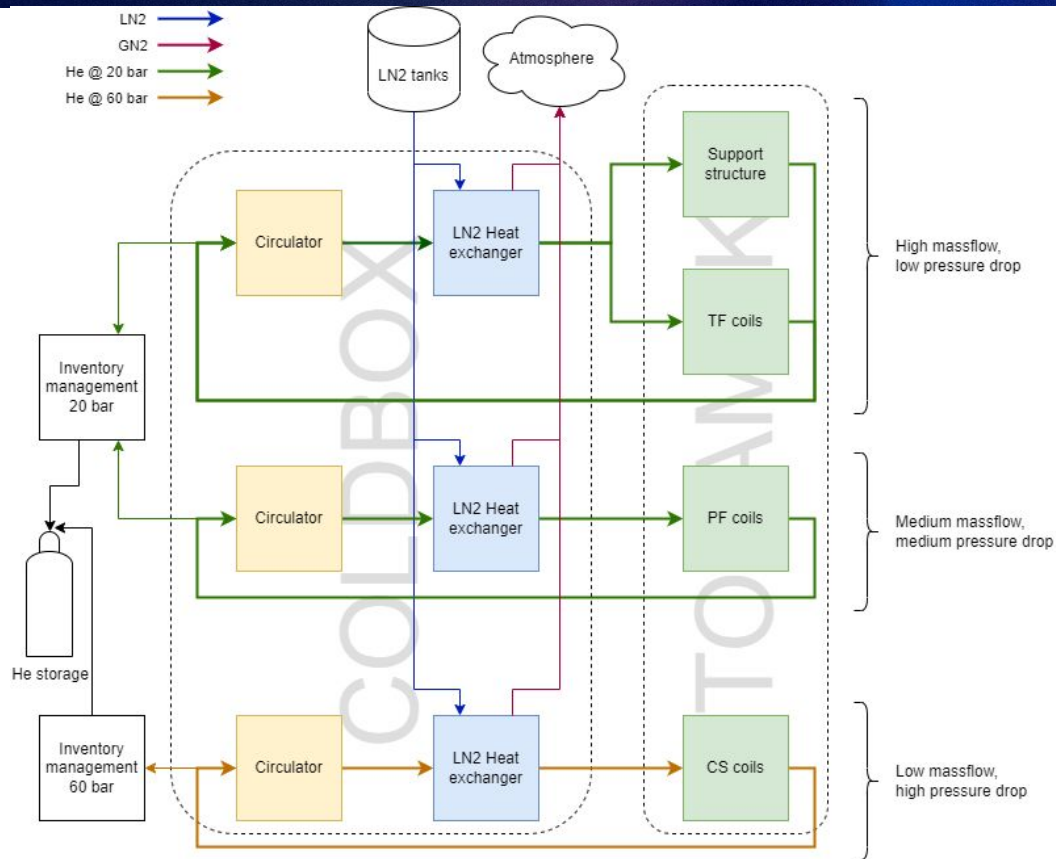 LN2
GN2
He @ 20 bar
He @ 60 bar
LN2 tanks
Atmosphere
Support
structure
Circulator
LN2 Heat
exchanger
TF coils
High massflow,
low pressure drop
Inventory
management
20 bar
Circulator
LN2 Heat
exchanger
PF coils
Medium massflow,
medium pressure drop
He storage
Inventory
management
60 bar
Circulator
LN2 Heat
exchanger
CS coils
Low massflow,
high pressure drop
COLDBOX
TOKAMAK